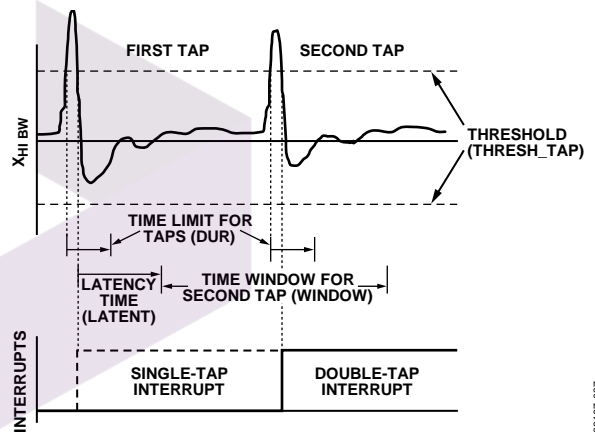 FIRST TAP
SECOND TAP
XHI BW
THRESHOLD
(THRESH_TAP)
TIME LIMIT FOR
TAPS (DUR)
LATENCY
TIME
(LATENT)
TIME WINDOW FOR
SECOND TAP (WINDOW)
INTERRUPTS
SINGLE-TAP
INTERRUPT
DOUBLE-TAP
INTERRUPT